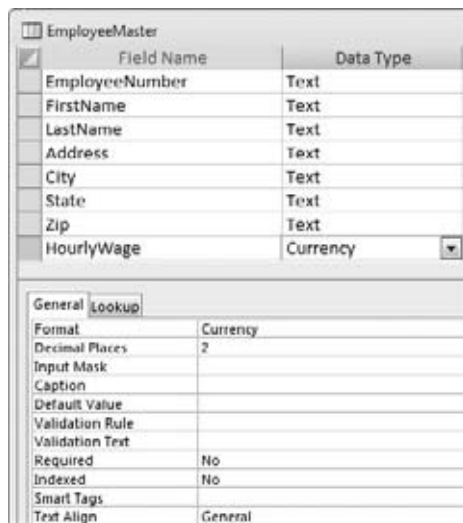 EmployeeMaster
Field Name Data Type
EmployeeNumber Text
FirstName Text
LastName Text
Address Text
City Text
State Text
Zip Text
HourlyWage Currency
General Lookup
Format Currency
Decimal Places 2
Input Mask
Caption
Default Value
Validation Rule
Validation Text
Required No
Indexed No
Smart Tags
Text Align General